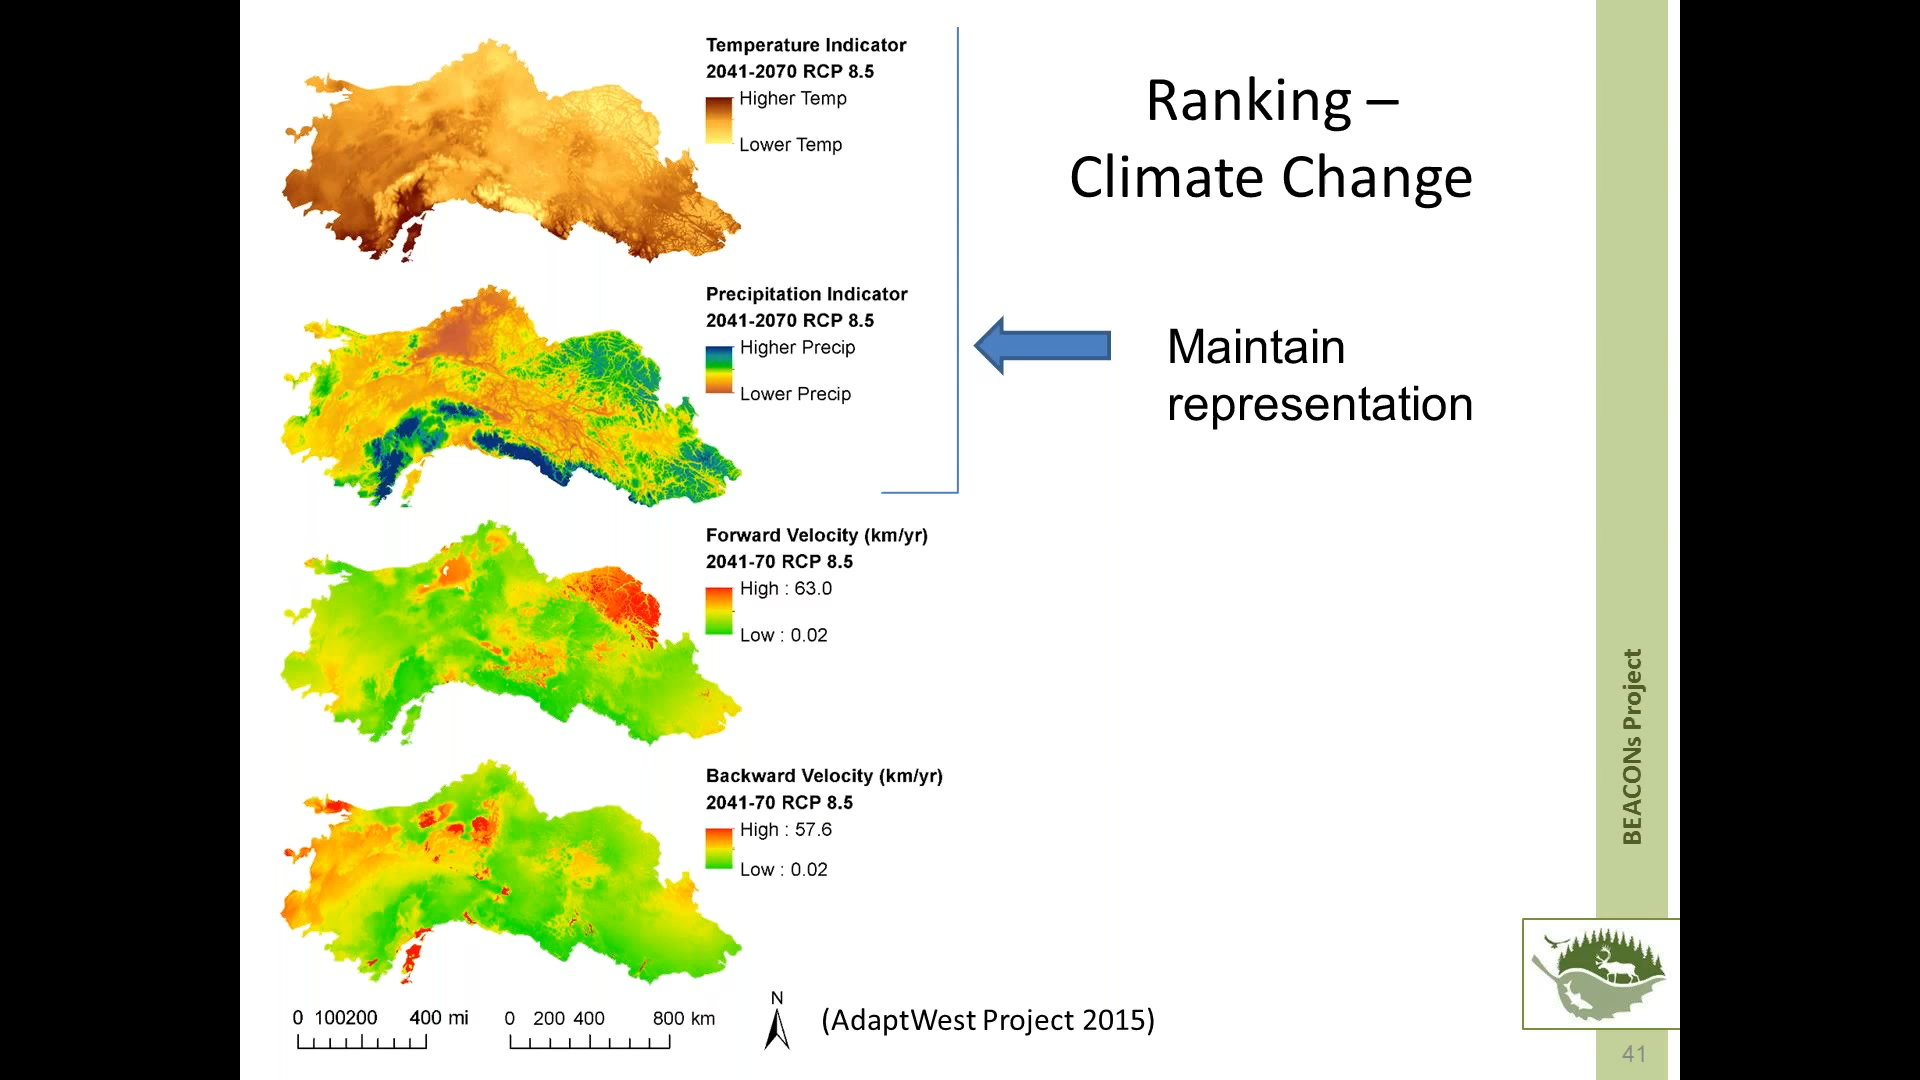 Temperature Indicator
2041-2070 RCP 8.5
Higher Temp
Lower Temp
Ranking –
Climate Change
Precipitation Indicator
2041-2070 RCP 8.5
Higher Precip
Lower Precip
Maintain
representation
Forward Velocity (km/yr)
2041-70 RCP 8.5
High : 63.0
Low : 0.02
Backward Velocity (km/yr)
2041-70 RCP 8.5
High : 57.6
Low : 0.02
0 100200 400 mi
0 200 400 800 km
N
(AdaptWest Project 2015)
BEACONs Project
41